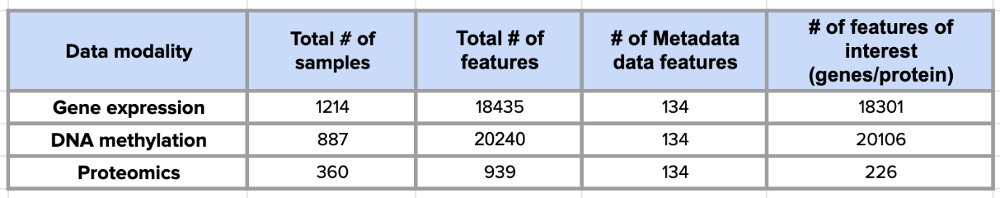 Data modality Total # of samples Total # of features # of Metadata data features # of features of interest (genes/protein)
Gene expression 1214 18435 134 18301
DNA methylation 887 20240 134 20106
Proteomics 360 939 134 226